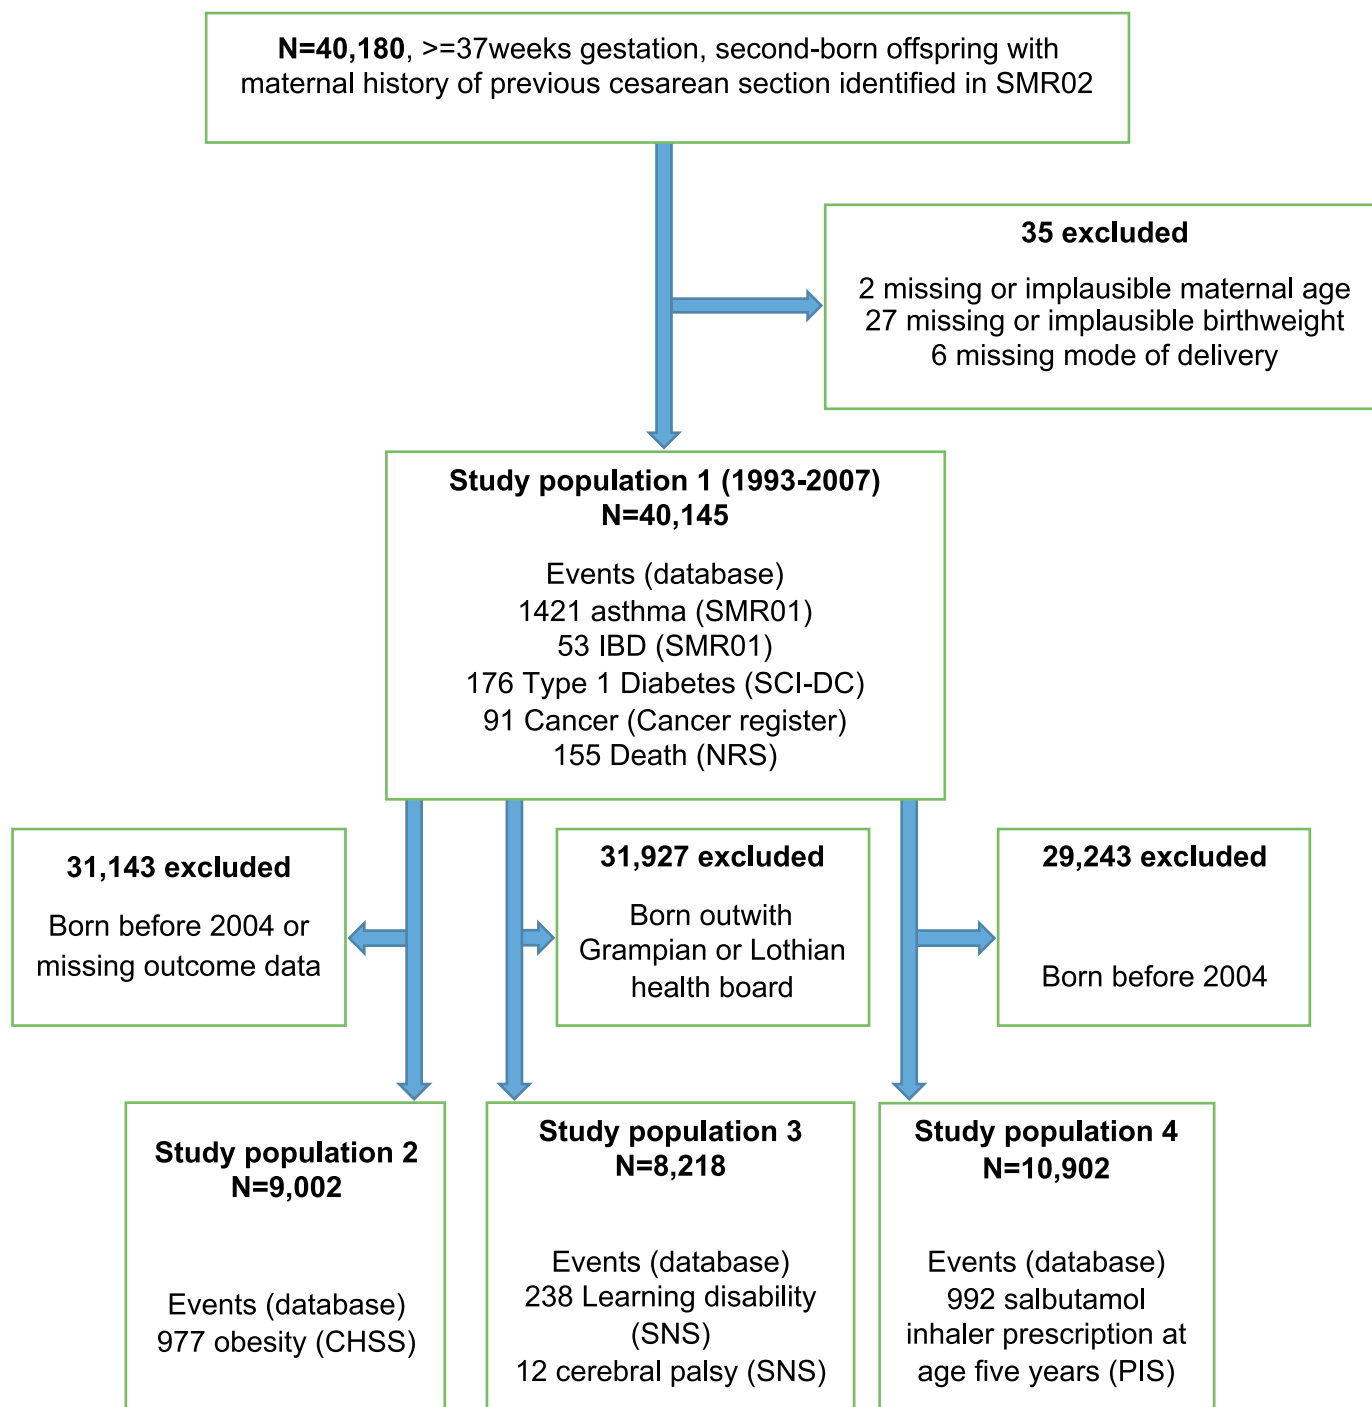 N=40,180, >=37weeks gestation, second-born offspring with
maternal history of previous cesarean section identified in SMR02
35 excluded
2 missing or implausible maternal age
27 missing or implausible birthweight
6 missing mode of delivery
Study population 1 (1993-2007)
N=40,145
Events (database)
1421 asthma (SMR01)
53 IBD (SMR01)
176 Type 1 Diabetes (SCI-DC)
91 Cancer (Cancer register)
155 Death (NRS)
31,143 excluded
Born before 2004 or
missing outcome data
31,927 excluded
Born outwith
Grampian or Lothian
health board
29,243 excluded
Born before 2004
Study population 2
N=9,002
Events (database)
977 obesity (CHSS)
Study population 3
N=8,218
Events (database)
238 Learning disability
(SNS)
12 cerebral palsy (SNS)
Study population 4
N=10,902
Events (database)
992 salbutamol
inhaler prescription at
age five years (PIS)